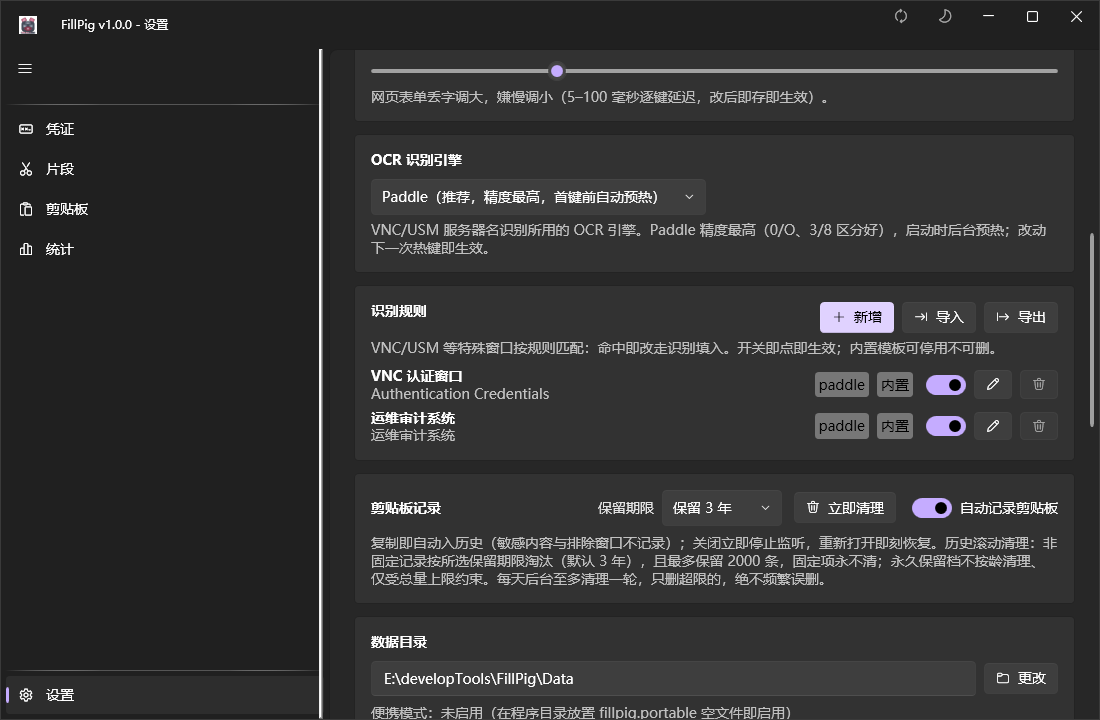 FillPig v1.0.0 - 设置
凭证
片段
剪贴板
统计
设置
网页表单丢字调大，嫌慢调小（5–100 毫秒逐键延迟，改后即存即生效）。
OCR 识别引擎
Paddle（推荐，精度最高，首键前自动预热）
VNC/USM 服务器名识别所用的 OCR 引擎。Paddle 精度最高（0/O、3/8 区分好），启动时后台预热；改动
下一次热键即生效。
识别规则 新增 导入 导出
VNC/USM 等特殊窗口按规则匹配：命中即改走识别填入。开关即点即生效；内置模板可停用不可删。
VNC 认证窗口
Authentication Credentials
paddle 内置
运维审计系统
运维审计系统
paddle 内置
剪贴板记录 保留期限 保留 3 年 立即清理 自动记录剪贴板
复制即自动入历史（敏感内容与排除窗口不记录）；关闭立即停止监听，重新打开即刻恢复。历史滚动清理：非
固定记录按所选保留期限淘汰（默认 3 年），且最多保留 2000 条，固定项永不清；永久保留档不按龄清理、
仅受总量上限约束。每天后台至多清理一轮，只删超限的，绝不频繁误删。
数据目录
E:\developTools\FillPig\Data 更改
便携模式：未启用（在程序目录放置 fillpig.portable 空文件即启用）